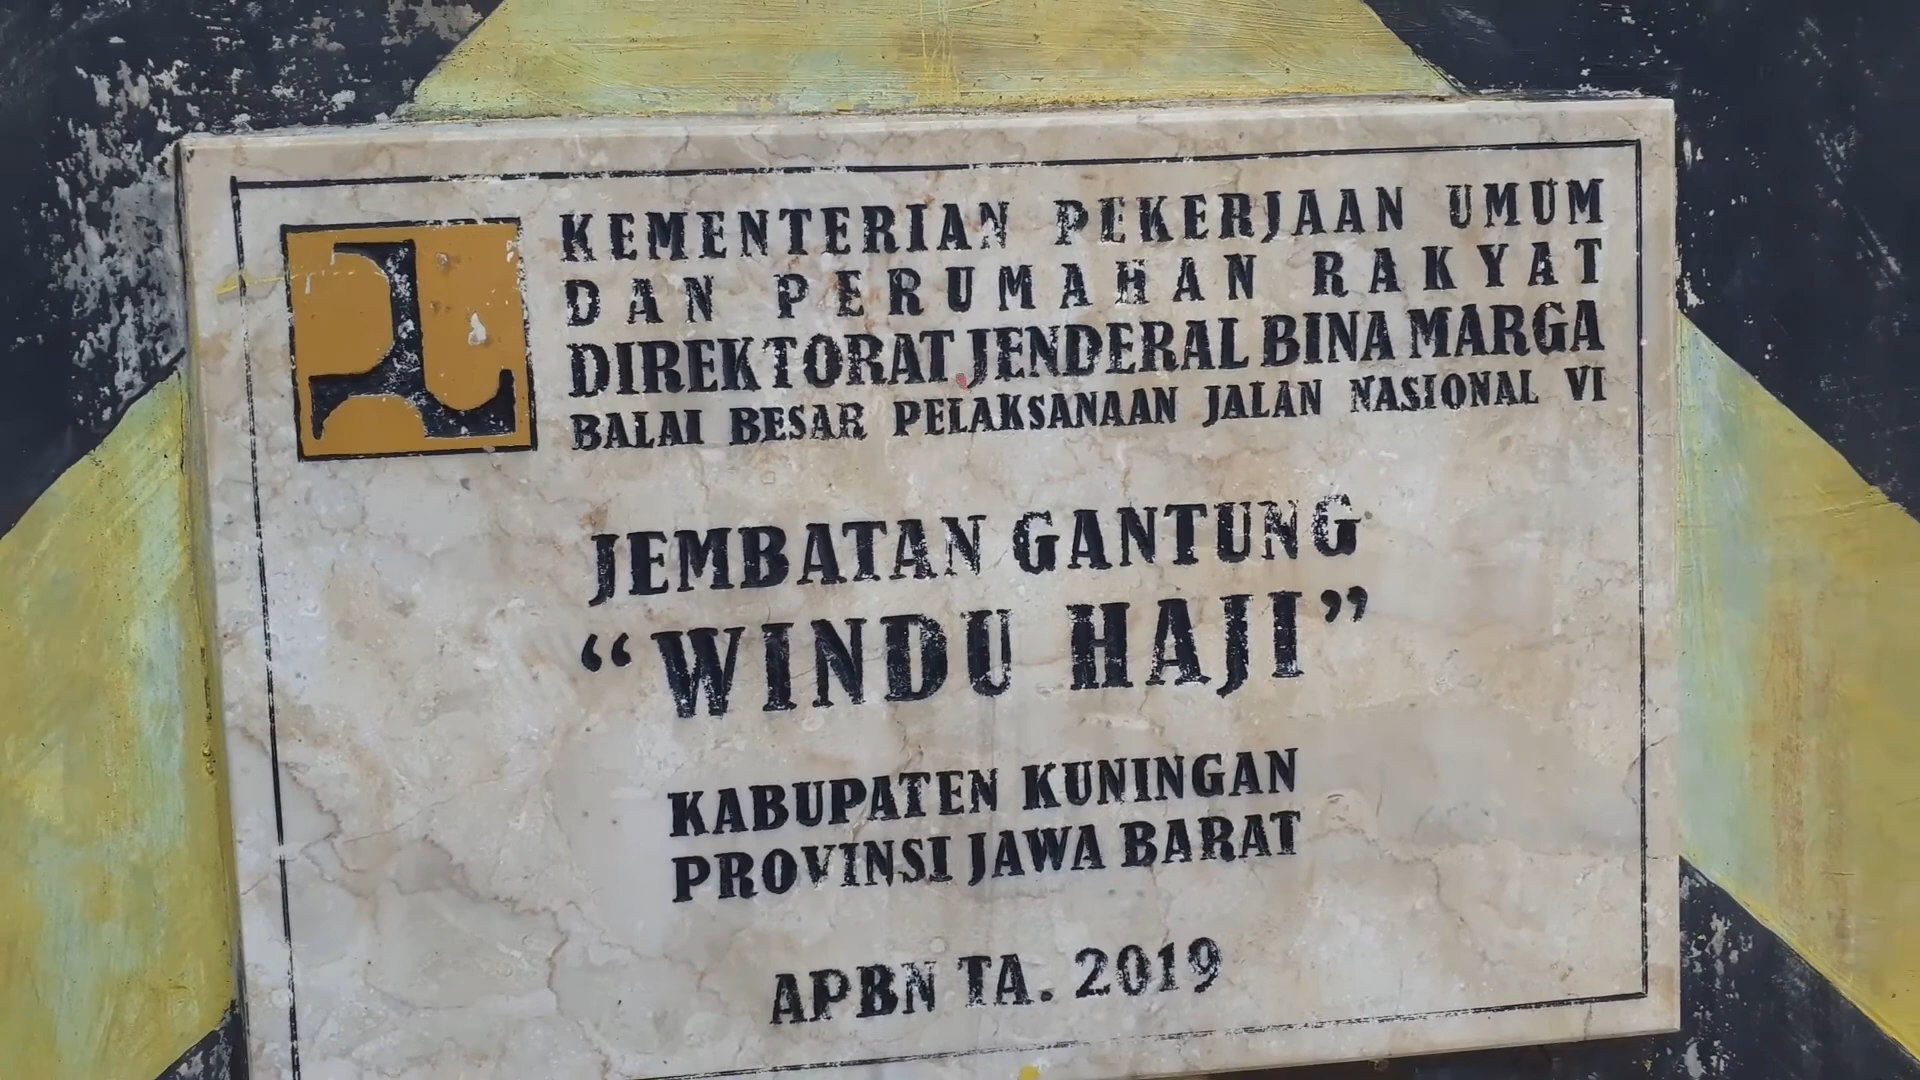 KEMENTERIAN PEKERJAAN UMUM
DAN PERUMAHAN RAKYAT
DIREKTORAT JENDERAL BINA MARGA
BALAI BESAR PELAKSANAAN JALAN NASIONAL VI
JEMBATAN GANTUNG
“WINDU HAJI”
KABUPATEN KUNINGAN
PROVINSI JAWA BARAT
APBN TA. 2019